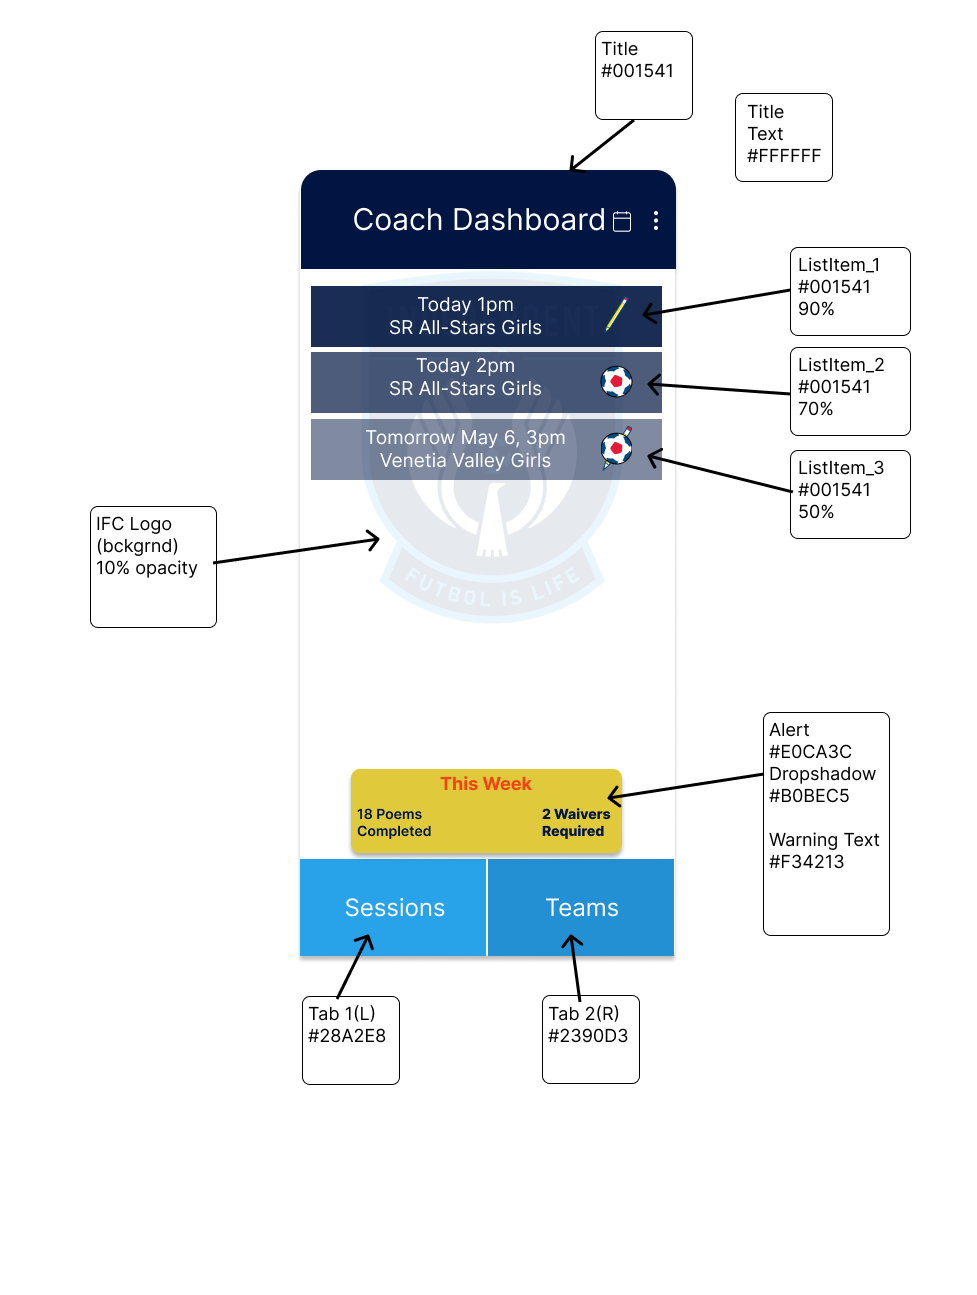 Title
#001541
Title
Text
#FFFFFF
Coach Dashboard
ListItem_1
#001541
90%
Today 1pm
SR All-Stars Girls
ListItem_2
#001541
70%
Today 2pm
SR All-Stars Girls
ListItem_3
#001541
50%
Tomorrow May 6, 3pm
Venetia Valley Girls
IFC Logo
(bckgrnd)
10% opacity
FUTBOL IS LIFE
Alert
#E0CA3C
Dropshadow
#B0BEC5
Warning Text
#F34213
This Week
18 Poems
Completed
2 Waivers
Required
Sessions
Teams
Tab 1(L)
#28A2E8
Tab 2(R)
#2390D3